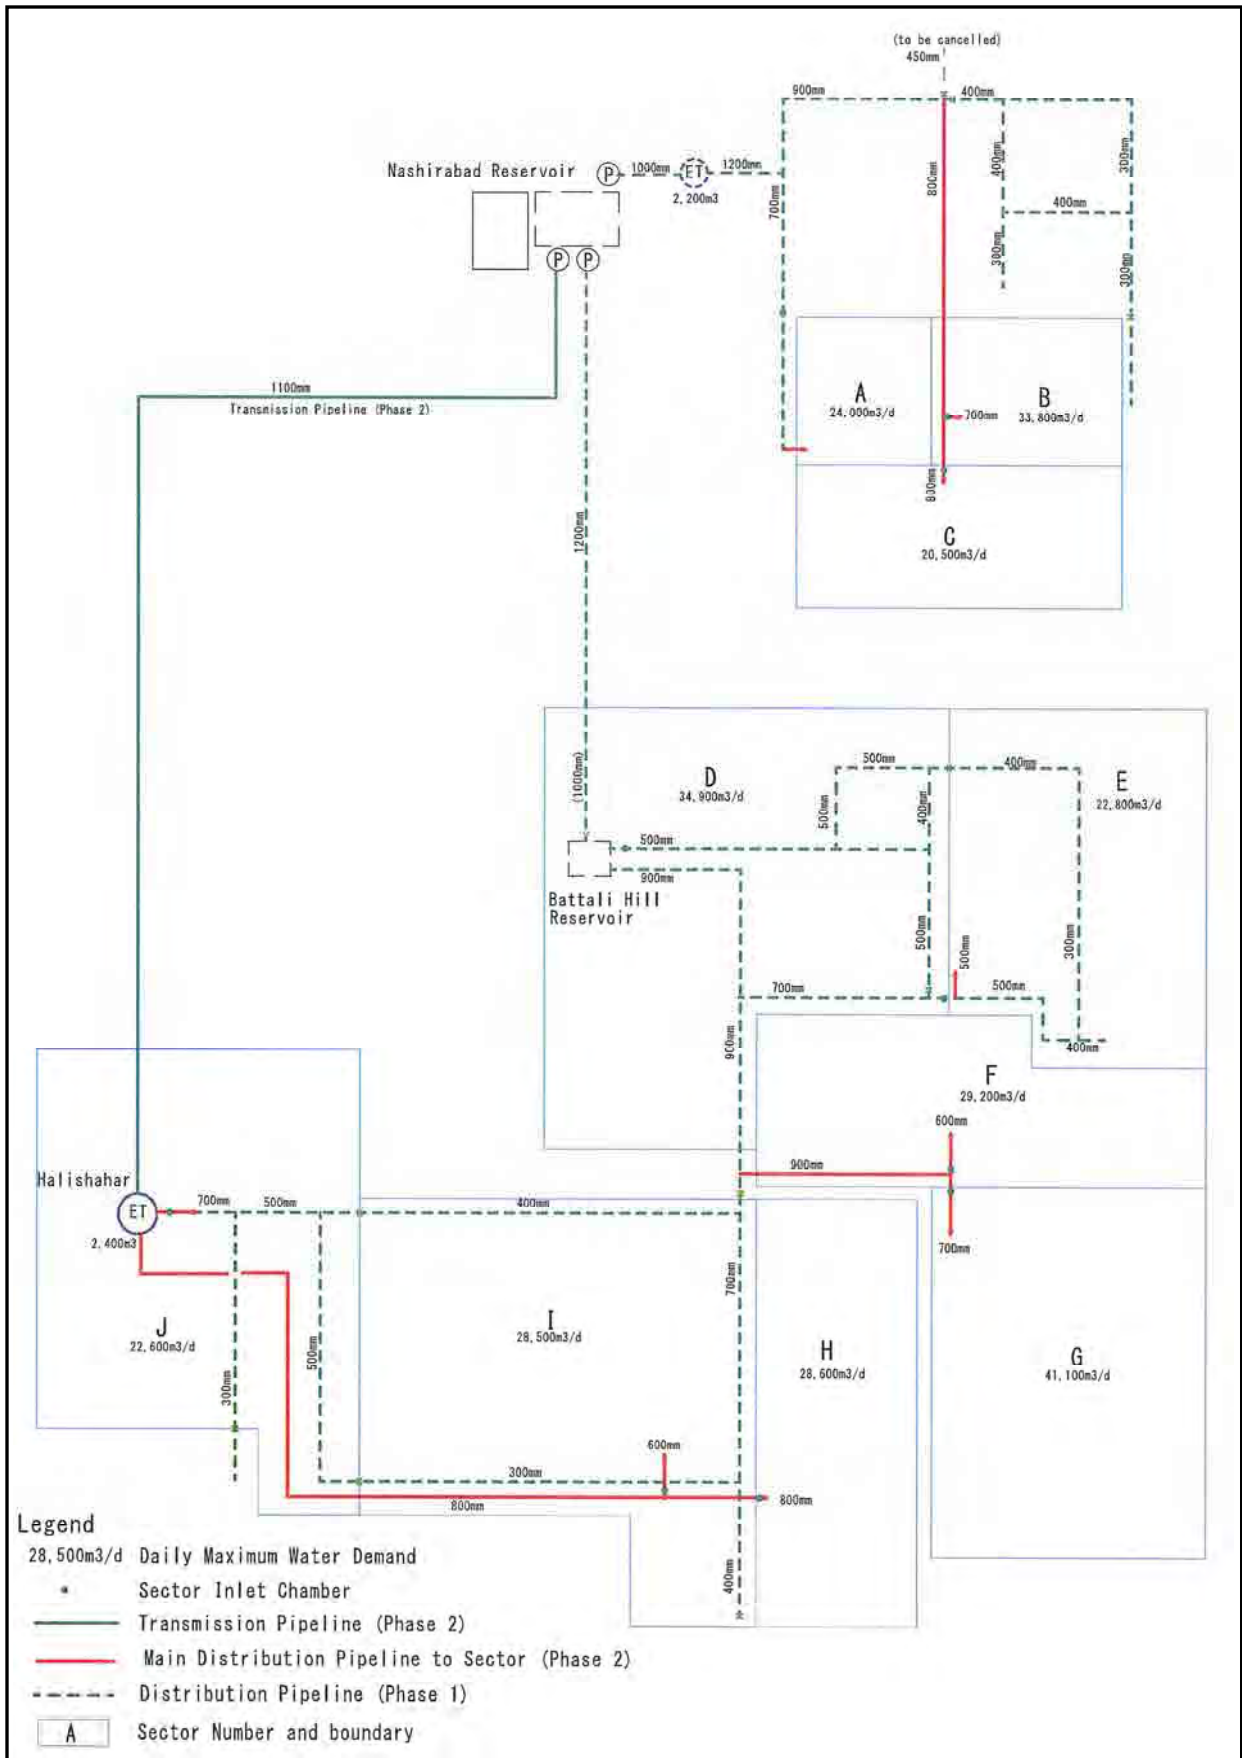 (to be cancelled)
450mm
900mm
400mm
Nashirabad Reservoir
P
1000mm
ET
1200mm
2,200m3
700mm
800mm
400mm
300mm
400mm
300mm
300mm
P
P
1100mm
Transmission Pipeline (Phase 2)
A
24,000m3/d
B
33,800m3/d
700mm
800mm
C
20,500m3/d
1200mm
(1000mm)
D
34,900m3/d
500mm
500mm
400mm
400mm
E
22,800m3/d
500mm
900mm
Battali Hill
Reservoir
500mm
500mm
300mm
700mm
500mm
400mm
900mm
F
29,200m3/d
600mm
900mm
700mm
Halishahar
ET
2,400m3
700mm
500mm
400mm
700mm
J
22,600m3/d
300mm
500mm
I
28,500m3/d
H
28,600m3/d
G
41,100m3/d
600mm
300mm
800mm
800mm
400mm
Legend
28,500m3/d Daily Maximum Water Demand
Sector Inlet Chamber
Transmission Pipeline (Phase 2)
Main Distribution Pipeline to Sector (Phase 2)
Distribution Pipeline (Phase 1)
A Sector Number and boundary